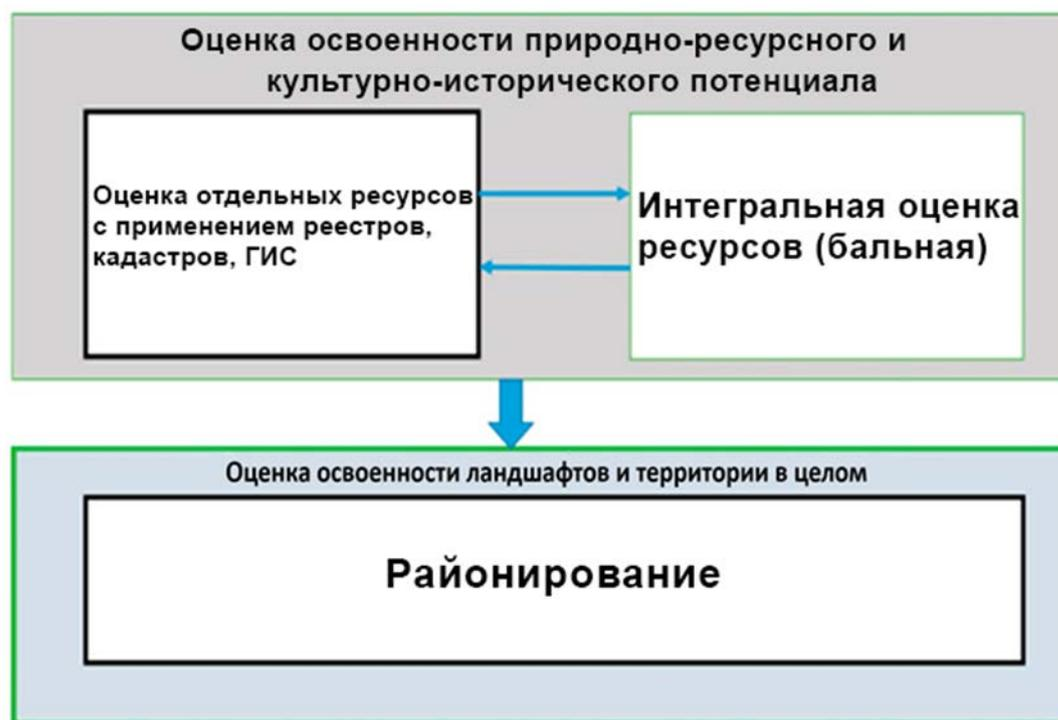 Оценка освоенности природно-ресурсного и
культурно-исторического потенциала
Оценка отдельных ресурсов
с применением реестров,
кадастров, ГИС
Интегральная оценка
ресурсов (бальная)
Оценка освоенности ландшафтов и территории в целом
Районирование